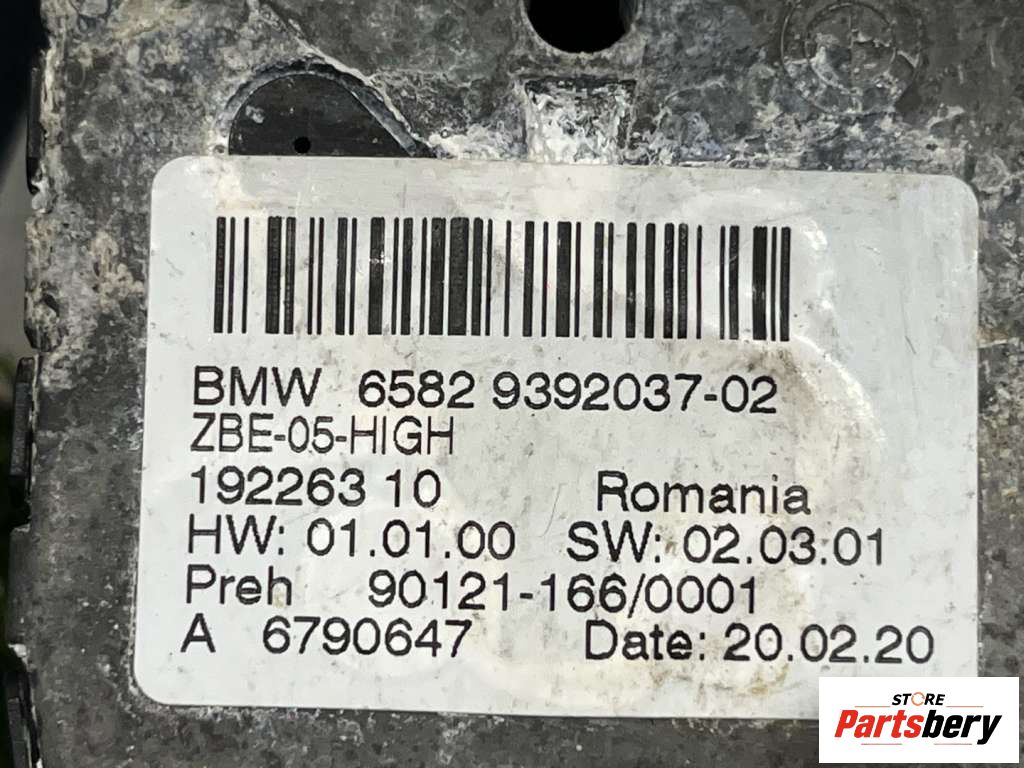 BMW 6582 9392037-02
ZBE-05-HIGH
192263 10 Romania
HW: 01.01.00 SW: 02.03.01
Preh 90121-166/0001
A 6790647 Date: 20.02.20
STORE
Partsbery